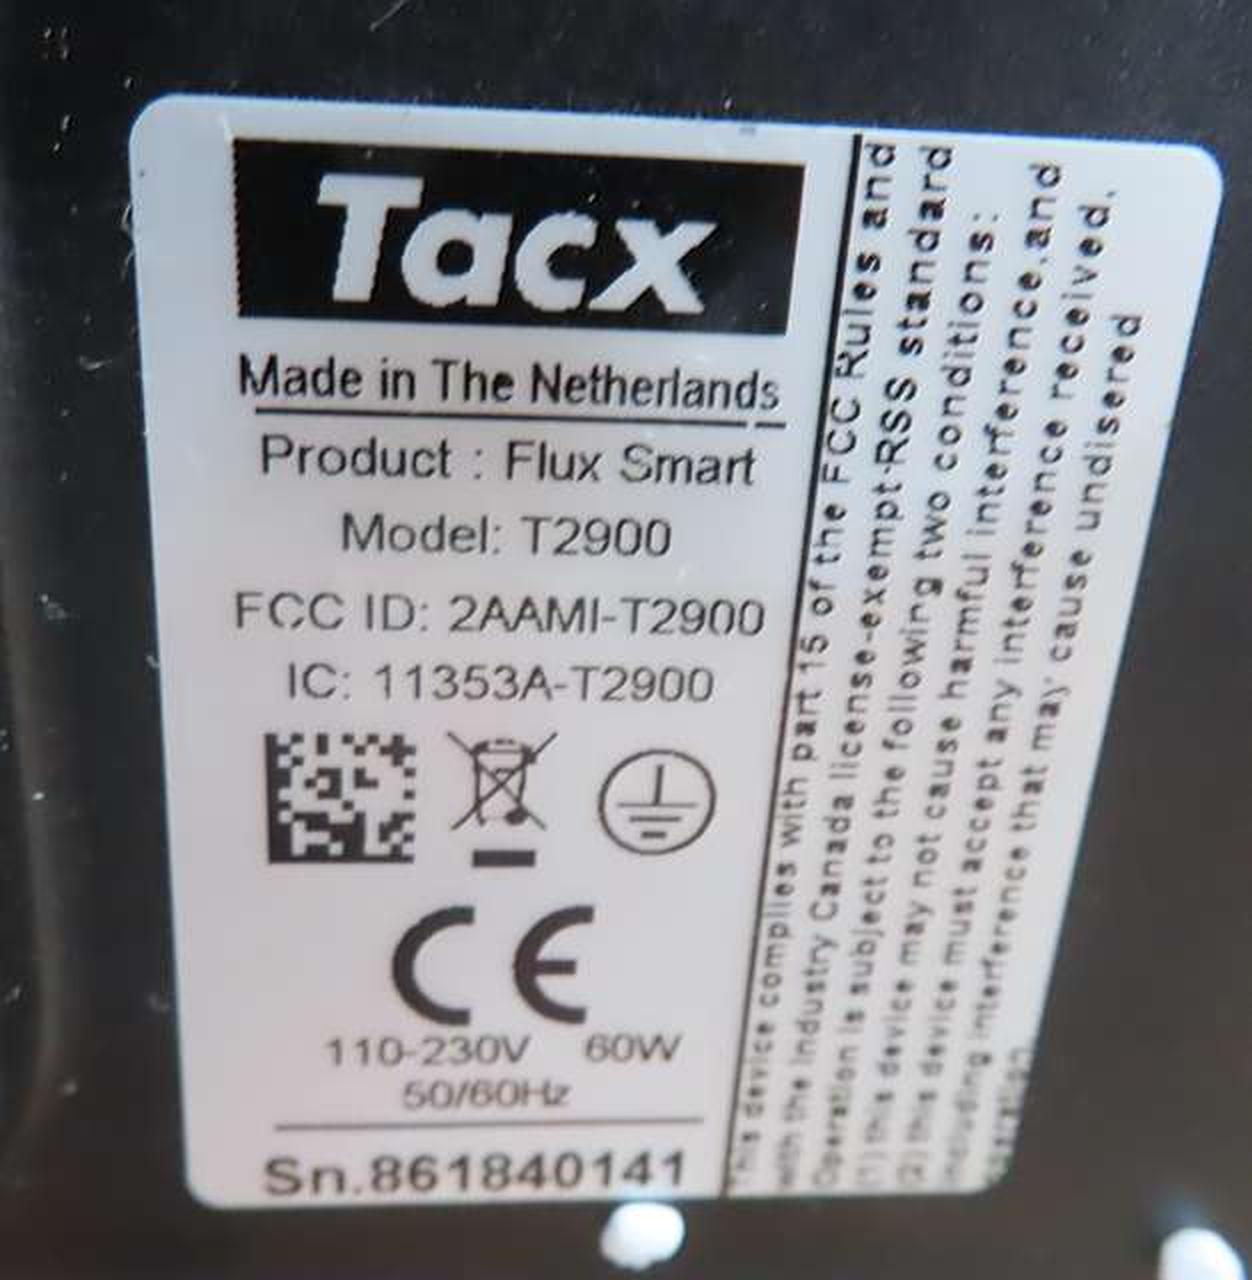 Tacx
Made in The Netherlands
Product : Flux Smart
Model: T2900
FCC ID: 2AAMI-T2900
IC: 11353A-T2900
CE
110-230V 60W
50/60Hz
Sn.861840141
This device complies with part 15 of the FCC Rules and
with the Industry Canada license-exempt RSS standard
Operation is subject to the following two conditions:
(1) this device may not cause harmful interference,and
(2) this device must accept any interference received,
including interference that may cause undisered
operation